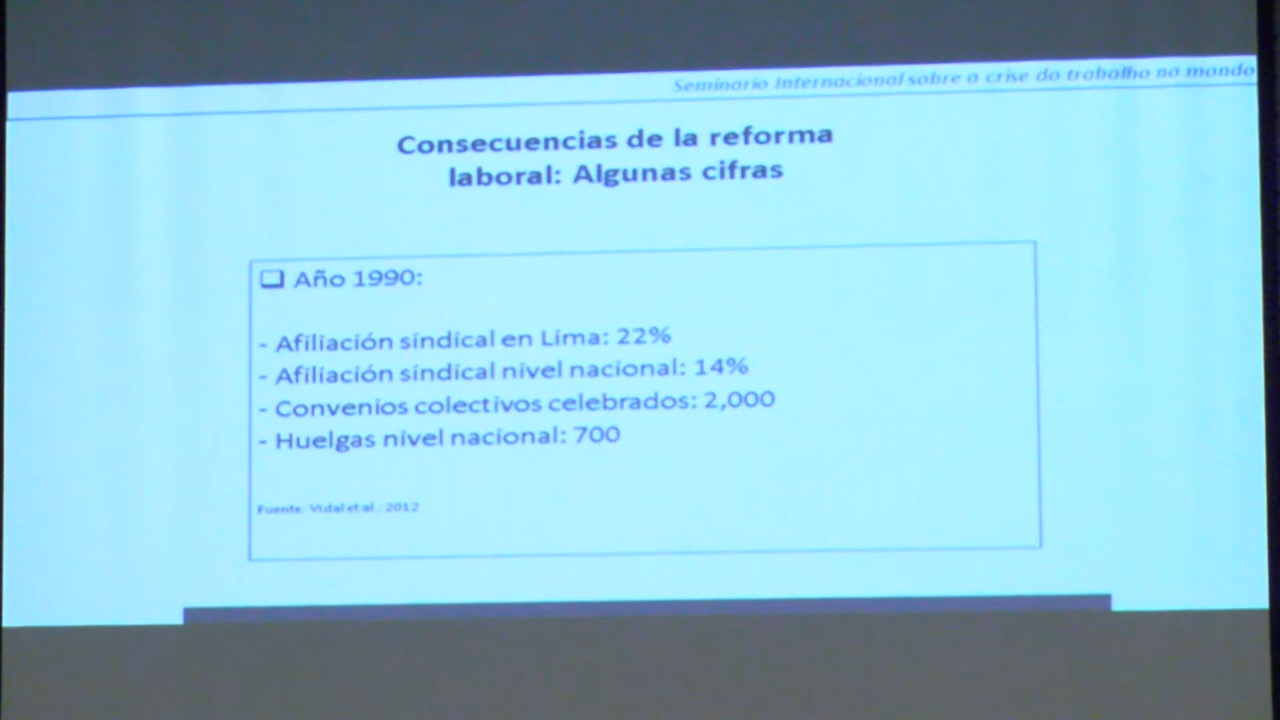 Seminario Internacional sobre a crise do trabalho no mondo
Consecuencias de la reforma
laboral: Algunas cifras
❑ Año 1990:
- Afiliación sindical en Lima: 22%
- Afiliación sindical nivel nacional: 14%
- Convenios colectivos celebrados: 2,000
- Huelgas nivel nacional: 700
Fuente: Vidal et al.: 2012